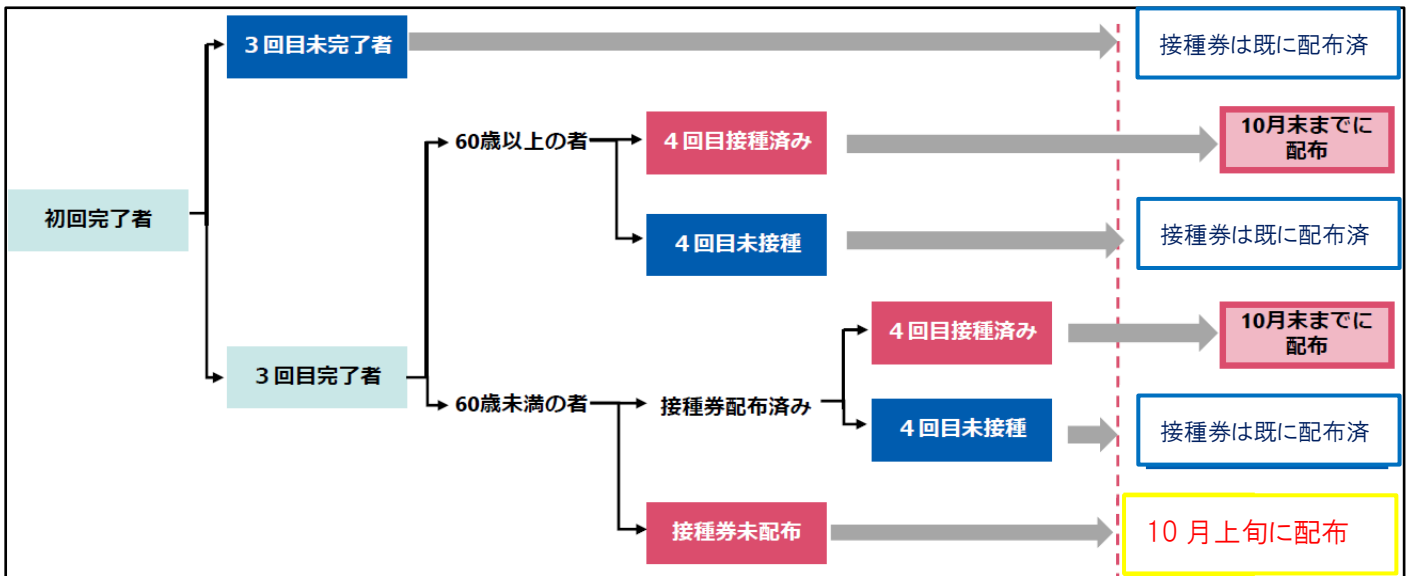 3回目未完了者
接種券は既に配布済
60歳以上の者
4回目接種済み
10月末までに
配布
初回完了者
4回目未接種
接種券は既に配布済
3回目完了者
60歳未満の者
接種券配布済み
4回目接種済み
10月末までに
配布
4回目未接種
接種券は既に配布済
接種券未配布
10 月上旬に配布